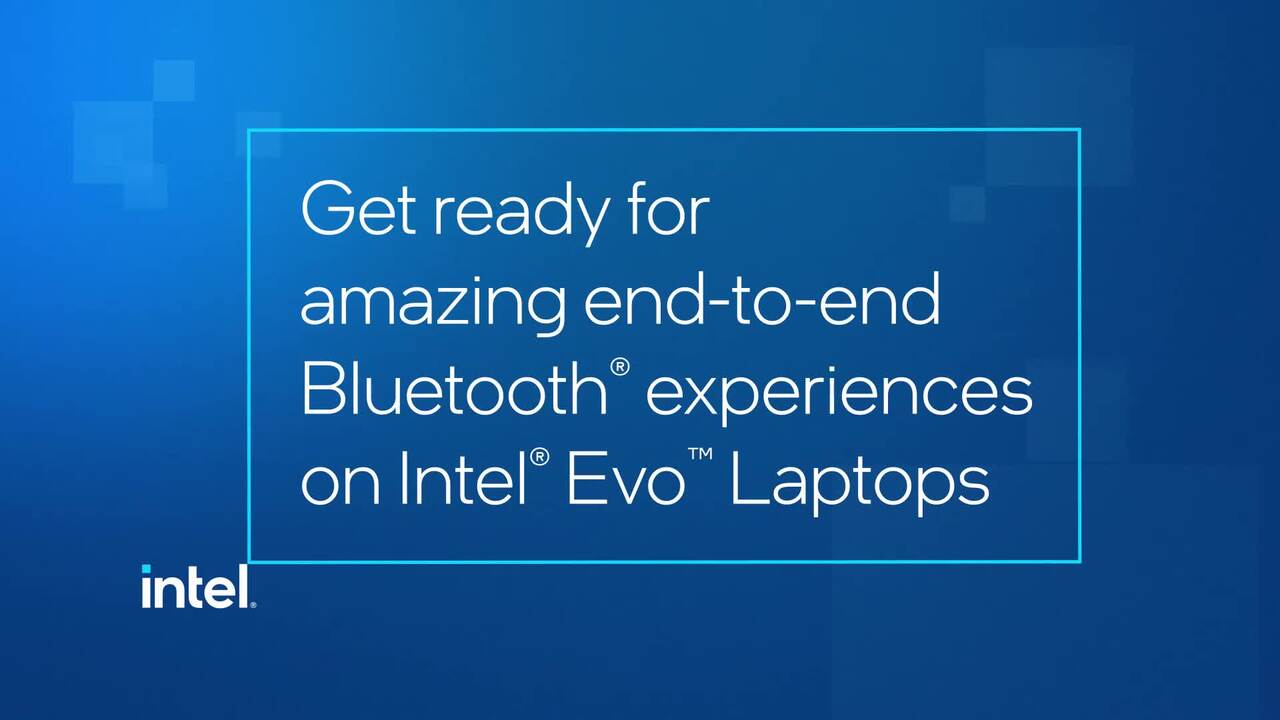 Get ready for
amazing end-to-end
Bluetooth® experiences
on Intel® Evo™ Laptops
intel®